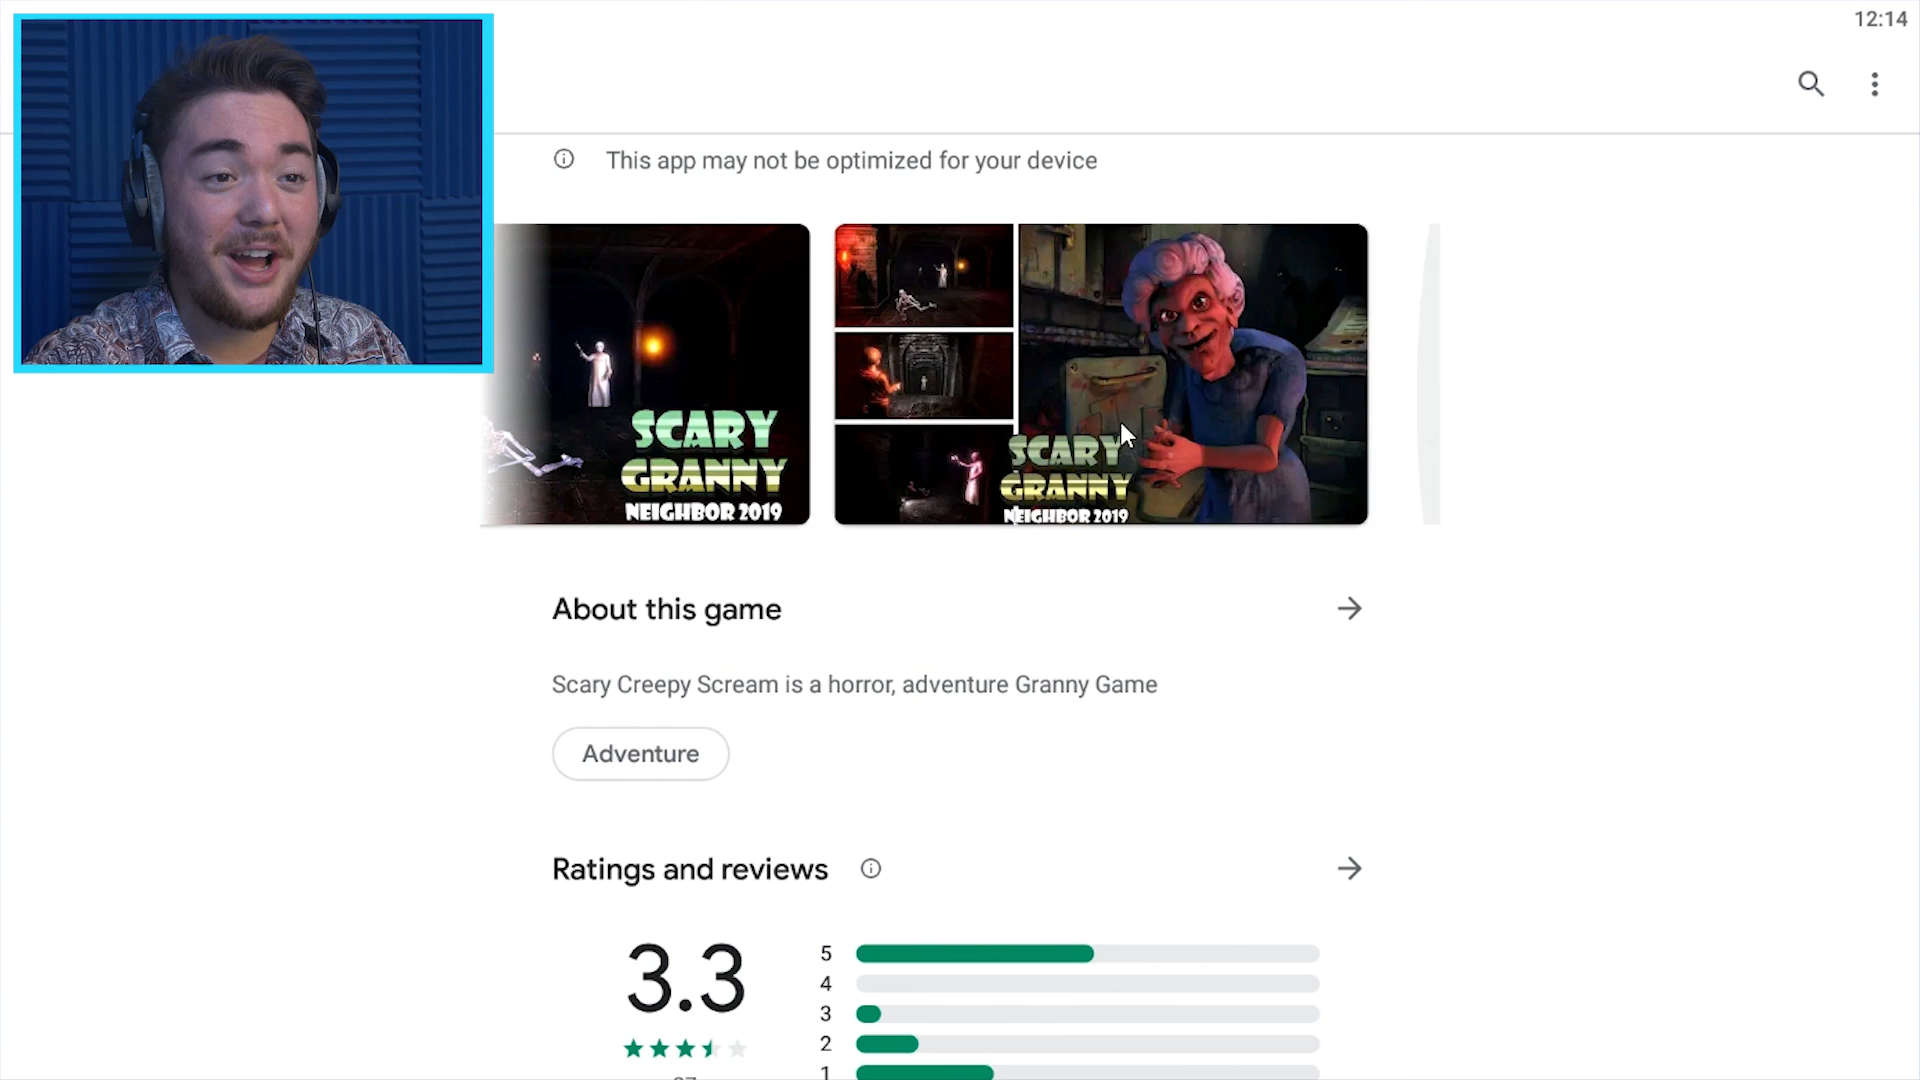 12:14
This app may not be optimized for your device
SCARY
GRANNY
NEIGHBOR 2019
SCARY
GRANNY
NEIGHBOR 2019
About this game
Scary Creepy Scream is a horror, adventure Granny Game
Adventure
Ratings and reviews
3.3
5
4
3
2
1